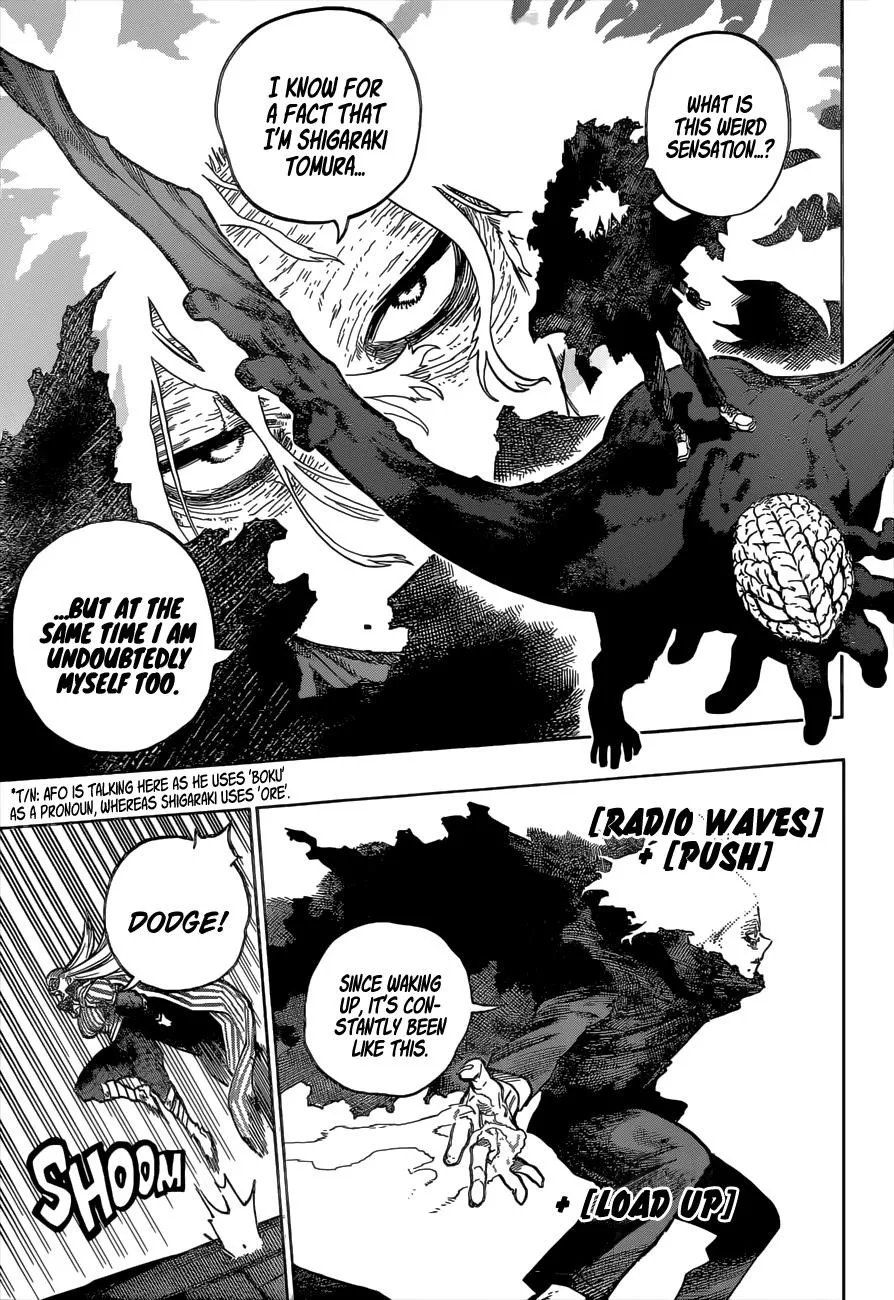 WHAT IS
THIS WEIRD
SENSATION...?
I KNOW FOR
A FACT THAT
I'M SHIGARAKI
TOMURA...
...BUT AT THE
SAME TIME I AM
UNDOUBTEDLY
MYSELF TOO.
*T/N: AFO IS TALKING HERE AS HE USES 'BOKU'
AS A PRONOUN, WHEREAS SHIGARAKI USES 'ORE'.
[RADIO WAVES]
+ [PUSH]
SINCE WAKING
UP, IT'S CON-
STANTLY BEEN
LIKE THIS.
+ [LOAD UP]
DODGE!
SHOOM